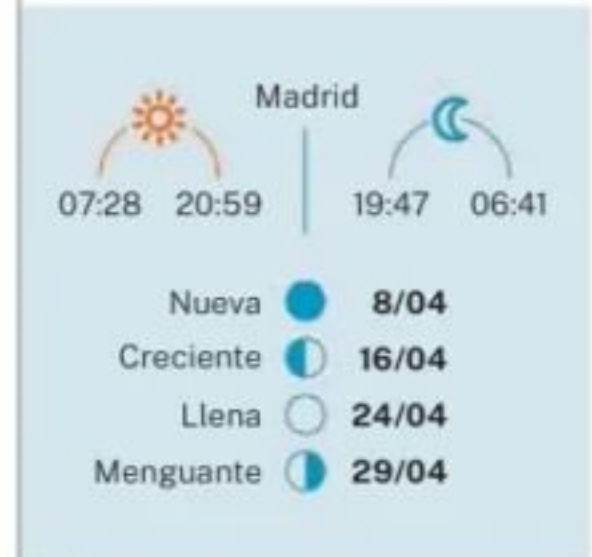 Madrid
07:28 20:59 19:47 06:41
Nueva 8/04
Creciente 16/04
Llena 24/04
Menguante 29/04